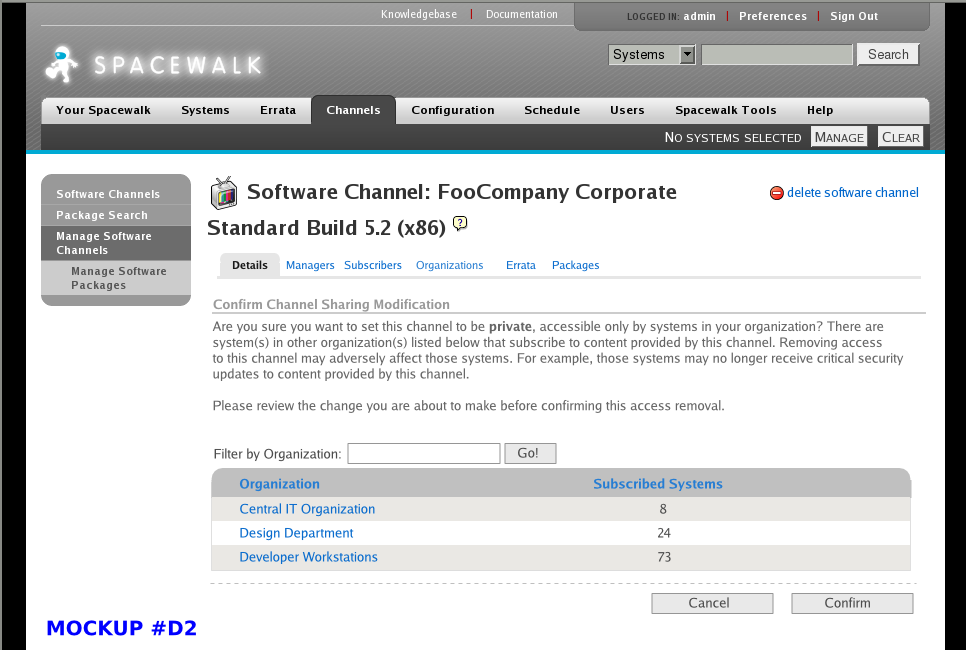 Knowledgebase | Documentation
LOGGED IN: admin | Preferences | Sign Out
SPACEWALK
Systems
Search
Your Spacewalk Systems Errata Channels Configuration Schedule Users Spacewalk Tools Help
NO SYSTEMS SELECTED MANAGE CLEAR
Software Channels
Package Search
Manage Software
Channels
Manage Software
Packages
Software Channel: FooCompany Corporate
Standard Build 5.2 (x86) ?
delete software channel
Details Managers Subscribers Organizations Errata Packages
Confirm Channel Sharing Modification
Are you sure you want to set this channel to be private, accessible only by systems in your organization? There are
system(s) in other organization(s) listed below that subscribe to content provided by this channel. Removing access
to this channel may adversely affect those systems. For example, those systems may no longer receive critical security
updates to content provided by this channel.
Please review the change you are about to make before confirming this access removal.
Filter by Organization: Go!
Organization Subscribed Systems
Central IT Organization 8
Design Department 24
Developer Workstations 73
Cancel Confirm
MOCKUP #D2